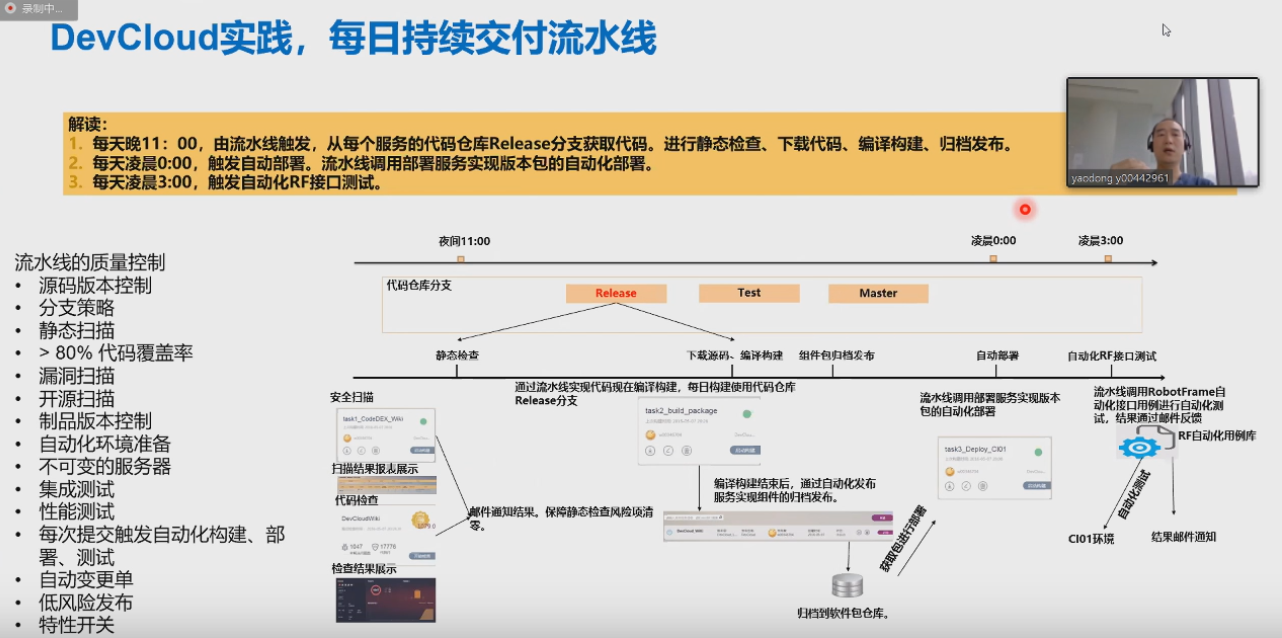 录制中...
DevCloud实践，每日持续交付流水线
解读：
1. 每天晚11：00，由流水线触发，从每个服务的代码仓库Release分支获取代码。进行静态检查、下载代码、编译构建、归档发布。
2. 每天凌晨0:00，触发自动部署。流水线调用部署服务实现版本包的自动化部署。
3. 每天凌晨3:00，触发自动化RF接口测试。
yaodong y00442961
流水线的质量控制
• 源码版本控制
• 分支策略
• 静态扫描
• > 80% 代码覆盖率
• 漏洞扫描
• 开源扫描
• 制品版本控制
• 自动化环境准备
• 不可变的服务器
• 集成测试
• 性能测试
• 每次提交触发自动化构建、部
署、测试
• 自动变更单
• 低风险发布
• 特性开关
夜间11:00
凌晨0:00
凌晨3:00
代码仓库分支
Release
Test
Master
静态检查
下载源码、编译构建
组件包归档发布
自动部署
自动化RF接口测试
安全扫描
task1_CodeDEX_Wiki
扫描结果报表展示
代码检查
DevCloudWiki
1047
17776
检查结果展示
邮件通知结果。保障静态检查风险项清
零。
通过流水线实现代码现在编译构建，每日构建使用代码仓库
Release分支
task2_build_package
编译构建结束后，通过自动化发布
服务实现组件的归档发布。
DevCloud Wiki
归档到软件包仓库。
获取包进行部署
流水线调用部署服务实现版本
包的自动化部署
task3_Deploy_CI01
流水线调用RobotFrame自
动化接口用例进行自动化测
试，结果通过邮件反馈
RF自动化用例库
自动化测试
CI01环境
结果邮件通知